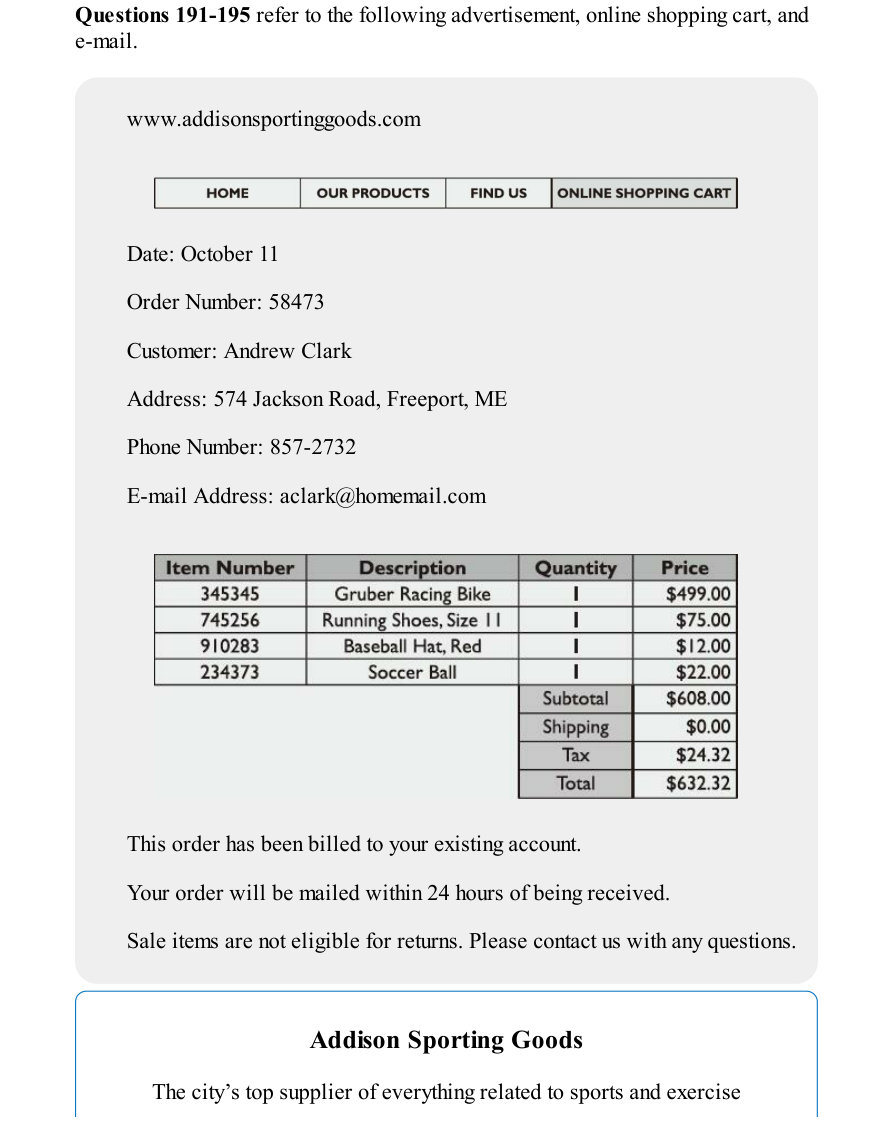 Questions 191-195 refer to the following advertisement, online shopping cart, and
e-mail.
www.addisonsportinggoods.com
HOME OUR PRODUCTS FIND US ONLINE SHOPPING CART
Date: October 11
Order Number: 58473
Customer: Andrew Clark
Address: 574 Jackson Road, Freeport, ME
Phone Number: 857-2732
E-mail Address: aclark@homemail.com
Item Number Description Quantity Price
345345 Gruber Racing Bike 1 $499.00
745256 Running Shoes, Size 11 1 $75.00
910283 Baseball Hat, Red 1 $12.00
234373 Soccer Ball 1 $22.00
Subtotal $608.00
Shipping $0.00
Tax $24.32
Total $632.32
This order has been billed to your existing account.
Your order will be mailed within 24 hours of being received.
Sale items are not eligible for returns. Please contact us with any questions.
Addison Sporting Goods
The city’s top supplier of everything related to sports and exercise